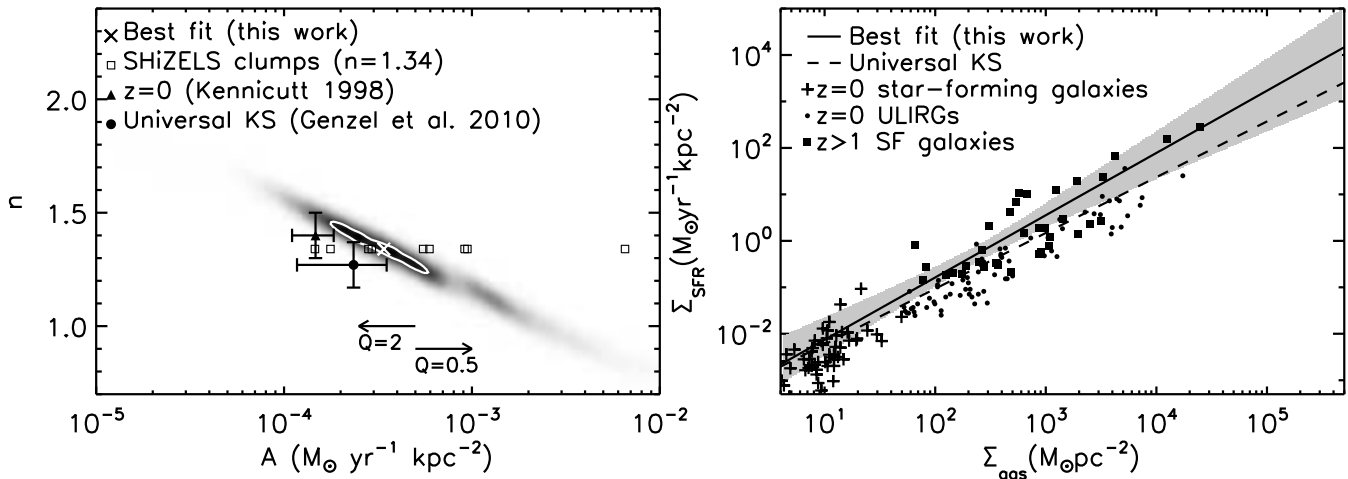 × Best fit (this work)
□ SHiZELS clumps (n=1.34)
▲ z=0 (Kennicutt 1998)
● Universal KS (Genzel et al. 2010)
2.0
1.5
1.0
n
Q=2
Q=0.5
10⁻⁵ 10⁻⁴ 10⁻³ 10⁻²
A (M⊙ yr⁻¹ kpc⁻²)
Best fit (this work)
Universal KS
+ z=0 star-forming galaxies
• z=0 ULIRGs
■ z>1 SF galaxies
10⁴
10²
10⁰
10⁻²
Σ_SFR(M⊙yr⁻¹kpc⁻²)
10¹ 10² 10³ 10⁴ 10⁵
Σ_gas(M⊙pc⁻²)